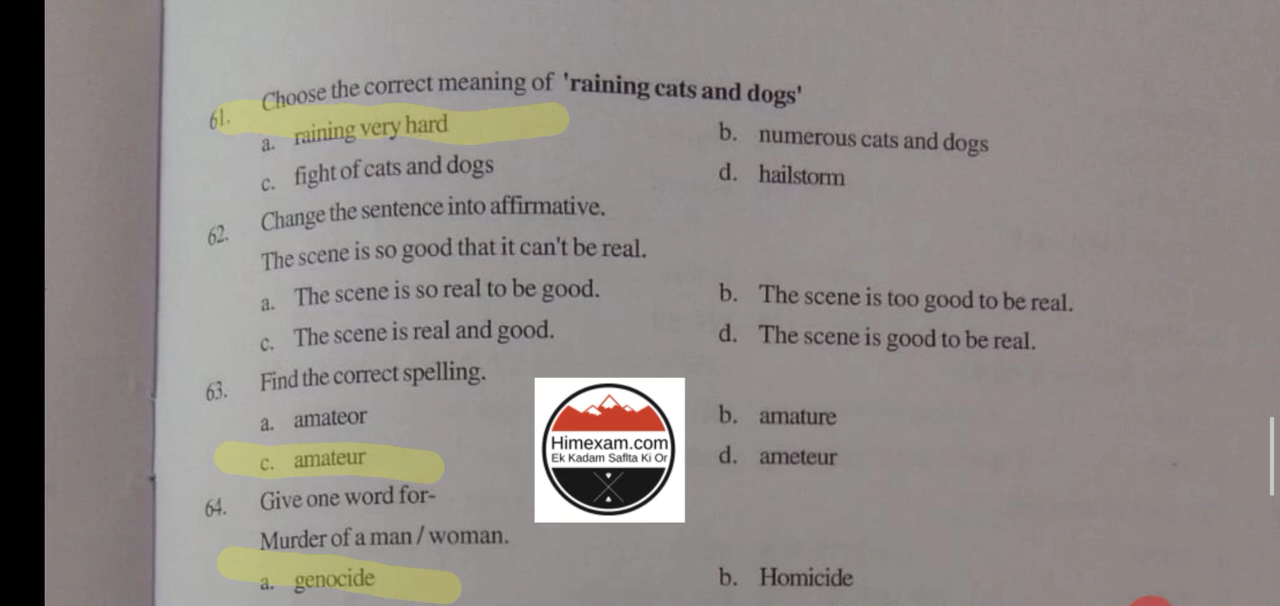 61. Choose the correct meaning of 'raining cats and dogs'
a. raining very hard b. numerous cats and dogs
c. fight of cats and dogs d. hailstorm
62. Change the sentence into affirmative.
The scene is so good that it can't be real.
a. The scene is so real to be good. b. The scene is too good to be real.
c. The scene is real and good. d. The scene is good to be real.
63. Find the correct spelling.
a. amateor b. amature
c. amateur d. ameteur
Himexam.com
Ek Kadam Saflta Ki Or
64. Give one word for-
Murder of a man / woman.
a. genocide b. Homicide